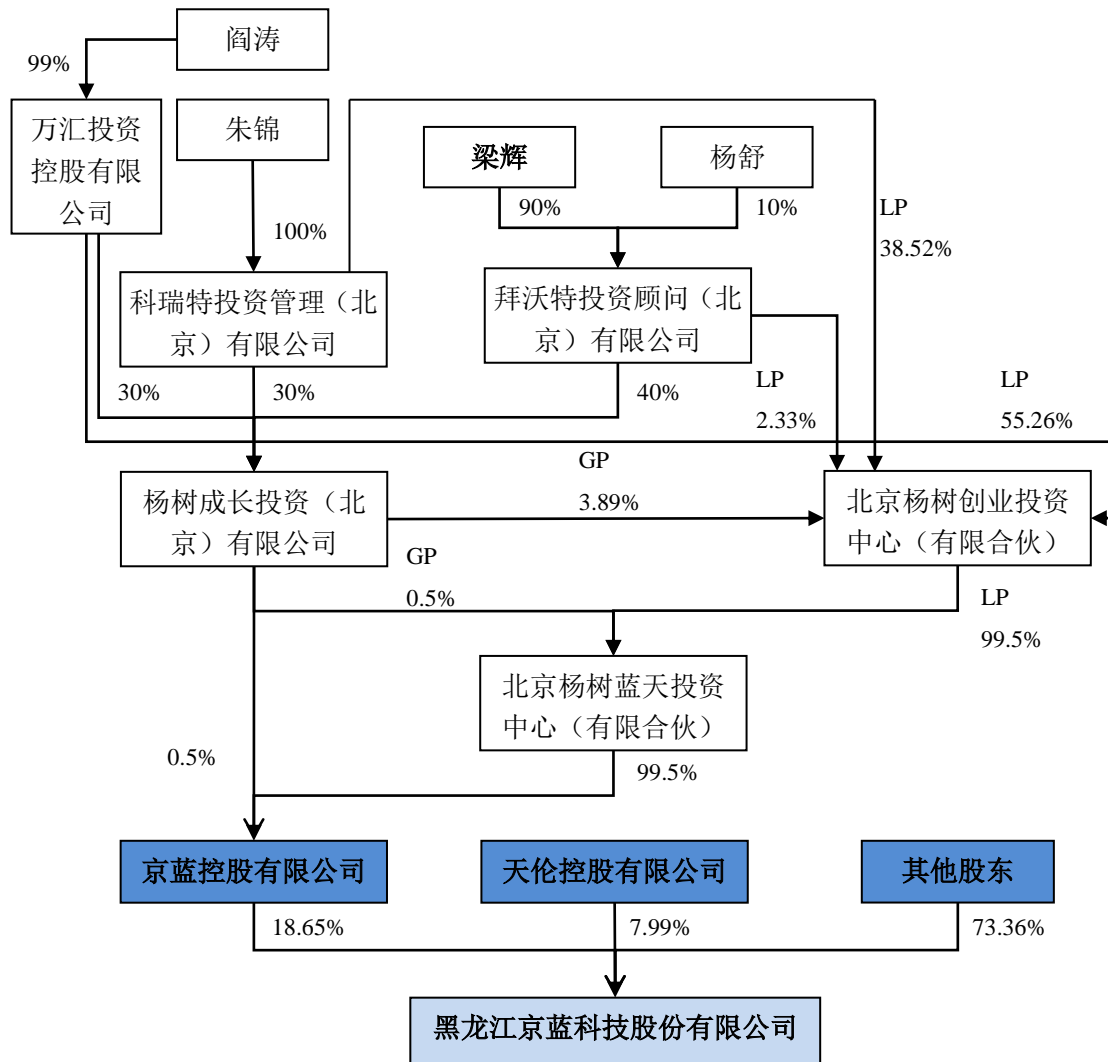 阎涛
99%
万汇投资
控股有限
公司
朱锦
梁辉
杨舒
100%
90%
10%
LP
38.52%
科瑞特投资管理（北
京）有限公司
拜沃特投资顾问（北
京）有限公司
30%
30%
40%
LP
2.33%
LP
55.26%
杨树成长投资（北
京）有限公司
GP
3.89%
北京杨树创业投资
中心（有限合伙）
GP
0.5%
LP
99.5%
北京杨树蓝天投资
中心（有限合伙）
0.5%
99.5%
京蓝控股有限公司
天伦控股有限公司
其他股东
18.65%
7.99%
73.36%
黑龙江京蓝科技股份有限公司